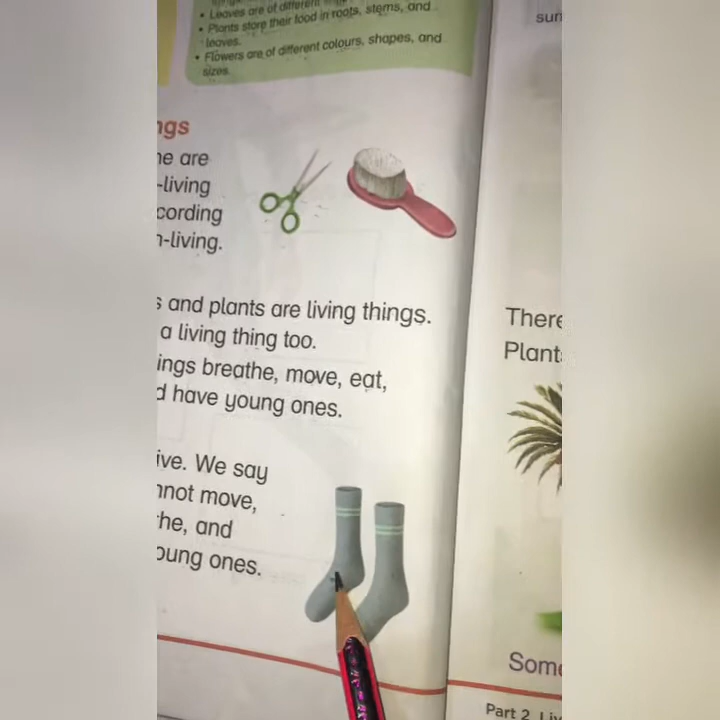 • Leaves are of different
• Plants store their food in roots, stems, and
leaves.
• Flowers are of different colours, shapes, and
sizes.
ngs
ne are
-living
cording
n-living.
s and plants are living things.
a living thing too.
ings breathe, move, eat,
d have young ones.
ive. We say
nnot move,
the, and
oung ones.
sun
There
Plant
Som
Part 2 Liv